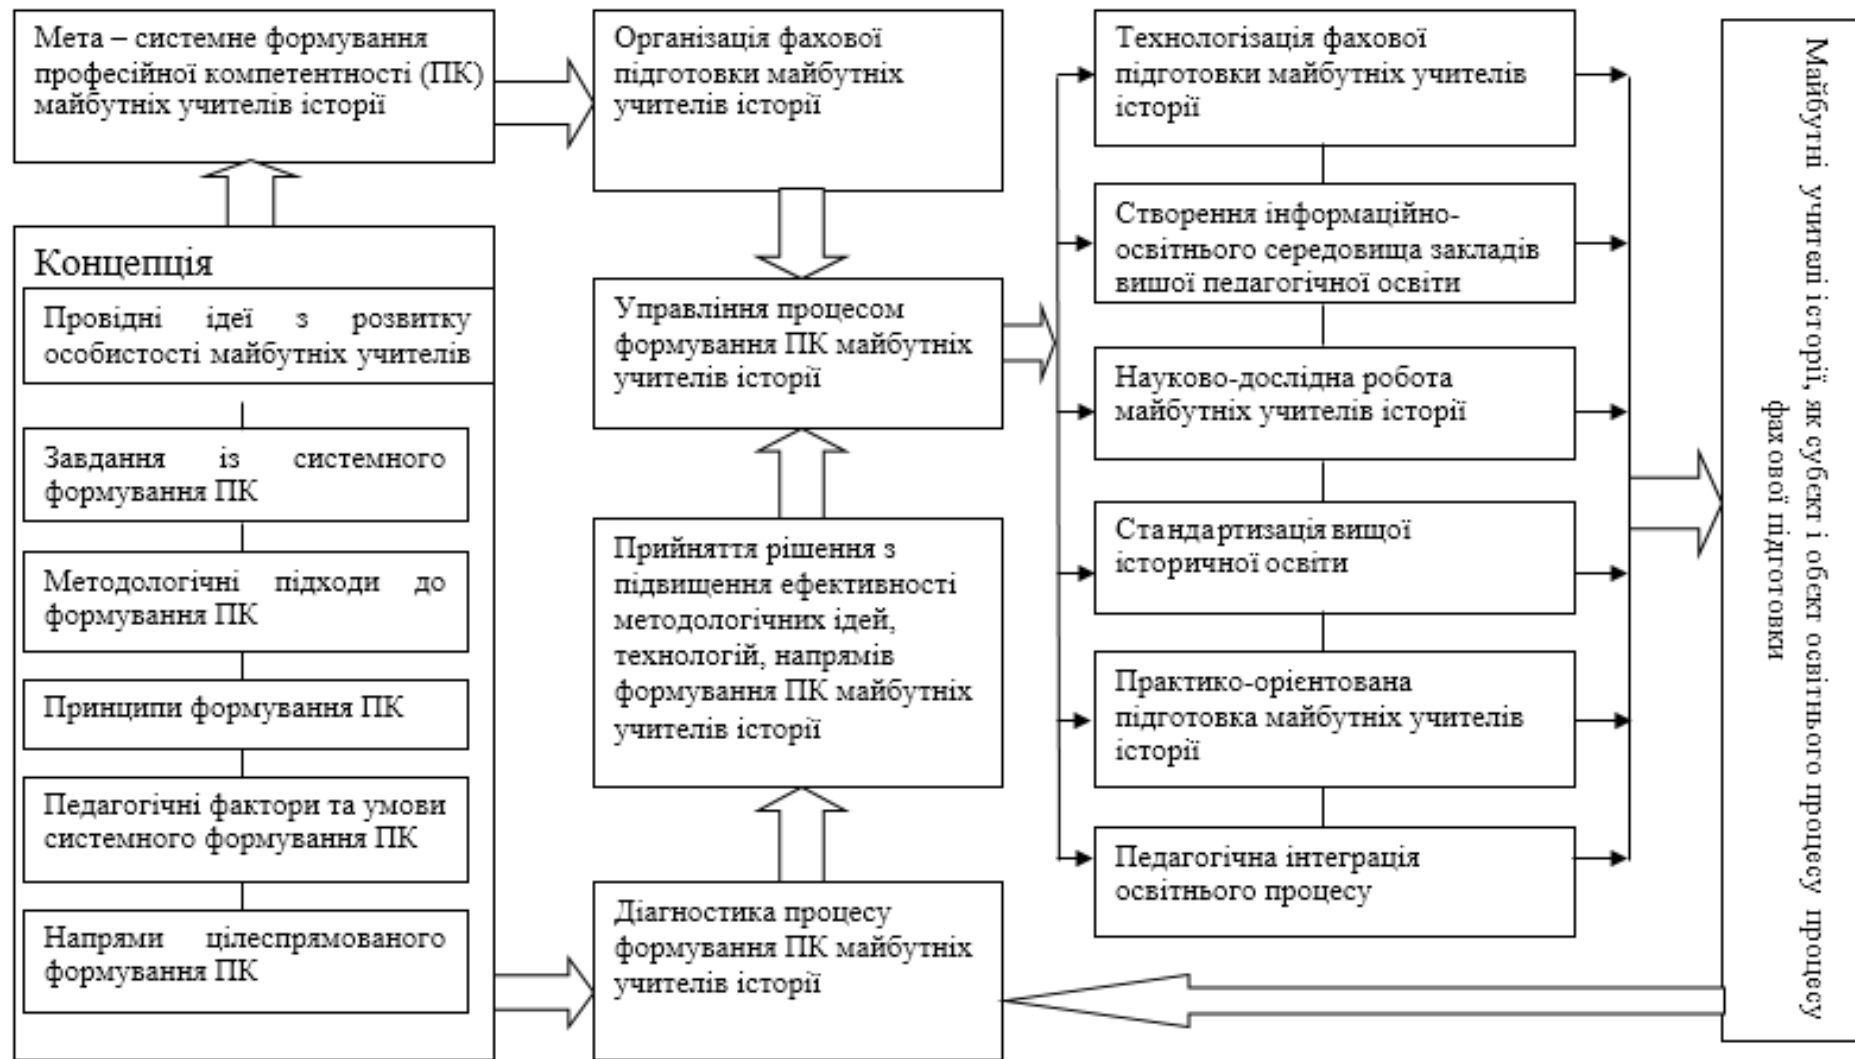 Мета – системне формування
професійної компетентності (ПК)
майбутніх учителів історії
Концепція
Провідні ідеї з розвитку
особистості майбутніх учителів
Завдання із системного
формування ПК
Методологічні підходи до
формування ПК
Принципи формування ПК
Педагогічні фактори та умови
системного формування ПК
Напрями цілеспрямованого
формування ПК
Організація фахової
підготовки майбутніх
учителів історії
Управління процесом
формування ПК майбутніх
учителів історії
Прийняття рішення з
підвищення ефективності
методологічних ідей,
технологій, напрямів
формування ПК майбутніх
учителів історії
Діагностика процесу
формування ПК майбутніх
учителів історії
Технологізація фахової
підготовки майбутніх учителів
історії
Створення інформаційно-
освітнього середовища закладів
вишої педагогічної освіти
Науково-дослідна робота
майбутніх учителів історії
Стандартизація вищої
історичної освіти
Практико-орієнтована
підготовка майбутніх учителів
історії
Педагогічна інтеграція
освітнього процесу
Майбутні учителі історії, як субєкт і обєкт освітнього процесу процесу
фахової підготовки